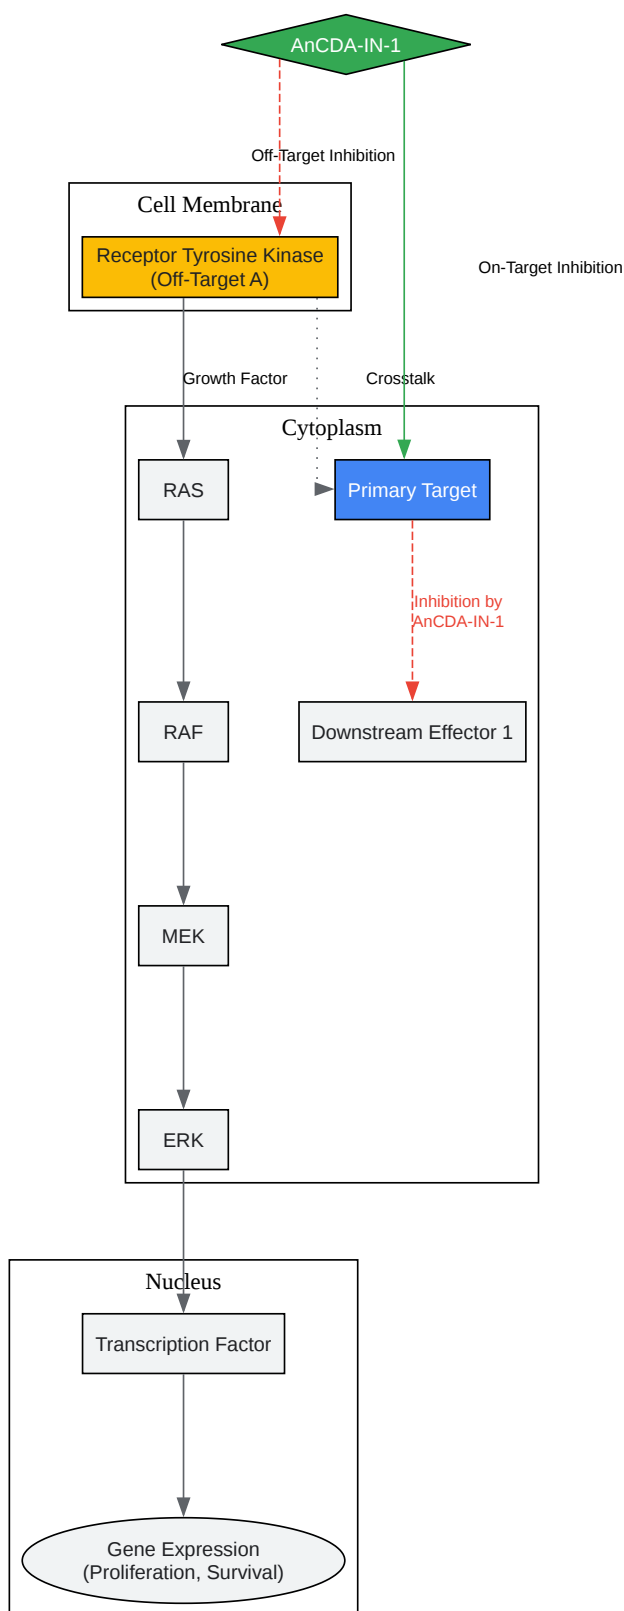 AnCDA-IN-1
Off-Target Inhibition
Cell Membrane
Receptor Tyrosine Kinase
(Off-Target A)
On-Target Inhibition
Growth Factor
Crosstalk
Cytoplasm
RAS
Primary Target
Inhibition by
AnCDA-IN-1
RAF
Downstream Effector 1
MEK
ERK
Nucleus
Transcription Factor
Gene Expression
(Proliferation, Survival)